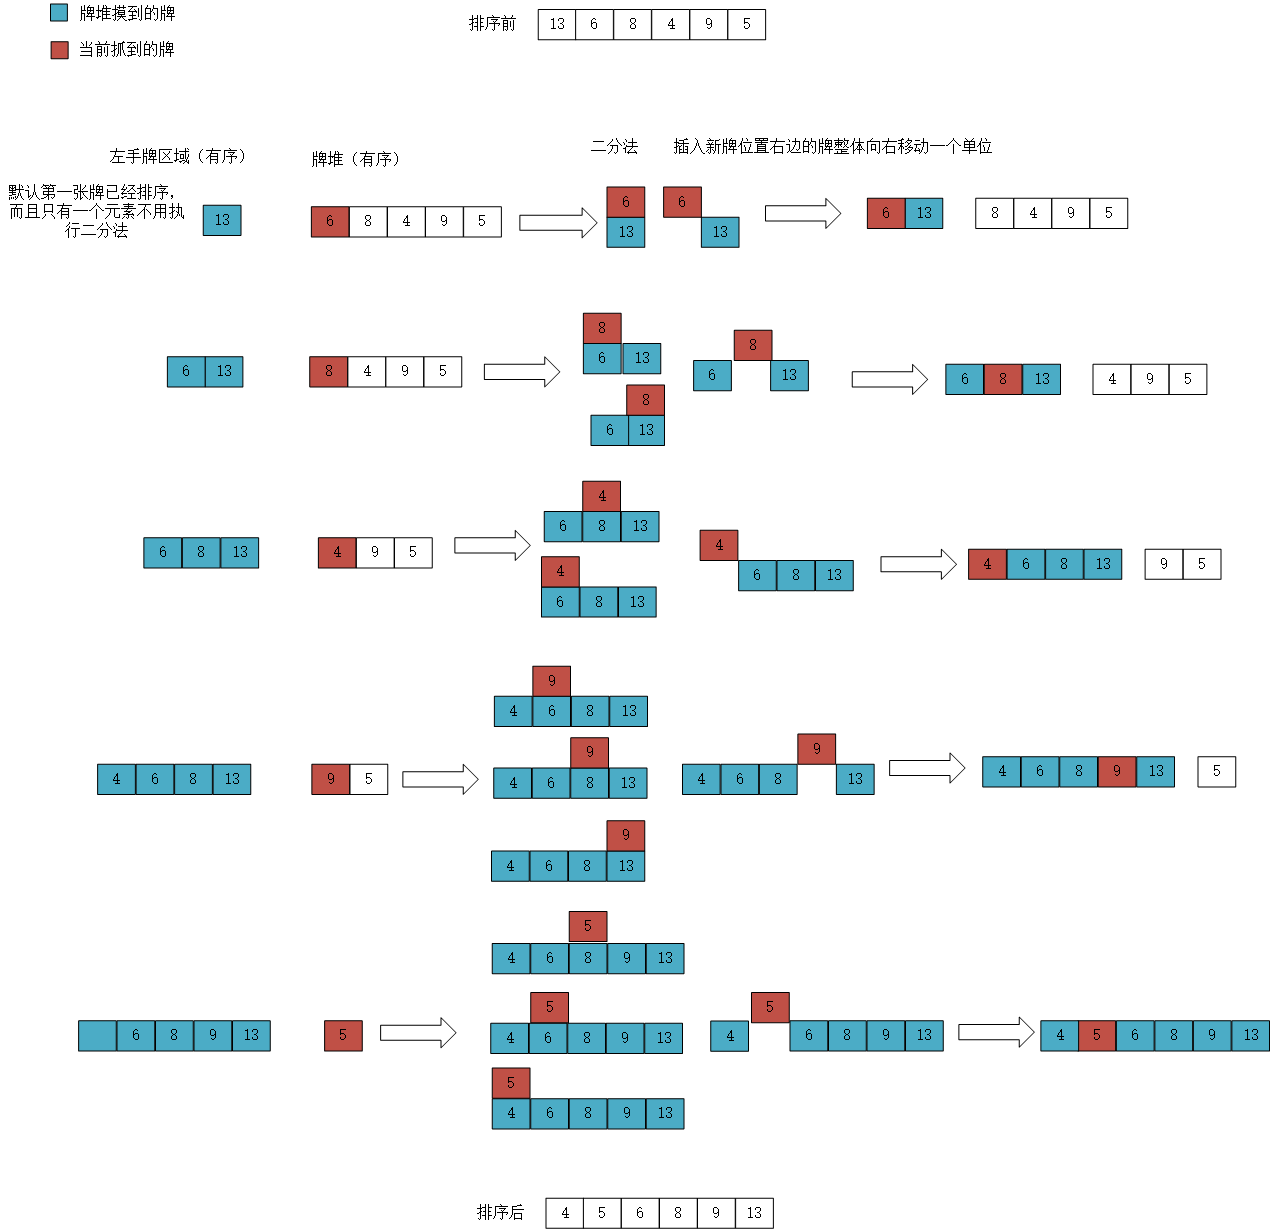 牌堆摸到的牌
当前抓到的牌
排序前 13 6 8 4 9 5
左手牌区域（有序）
牌堆（有序）
二分法
插入新牌位置右边的牌整体向右移动一个单位
默认第一张牌已经排序，
而且只有一个元素不用执
行二分法
13
6 8 4 9 5
6
13
6
13
6 13
8 4 9 5
6 13
8 4 9 5
8
6 13
8
6 13
8
6 13
6 8 13
4 9 5
6 8 13
4 9 5
4
6 8 13
4
6 8 13
4
6 8 13
4 6 8 13
9 5
4 6 8 13
9 5
9
4 6 8 13
9
4 6 8 13
9
4 6 8 13
9
4 6 8 13
4 6 8 9 13
5
6 8 9 13
5
5
4 6 8 9 13
5
4 6 8 9 13
5
4 6 8 9 13
5
4 6 8 9 13
4 5 6 8 9 13
排序后 4 5 6 8 9 13